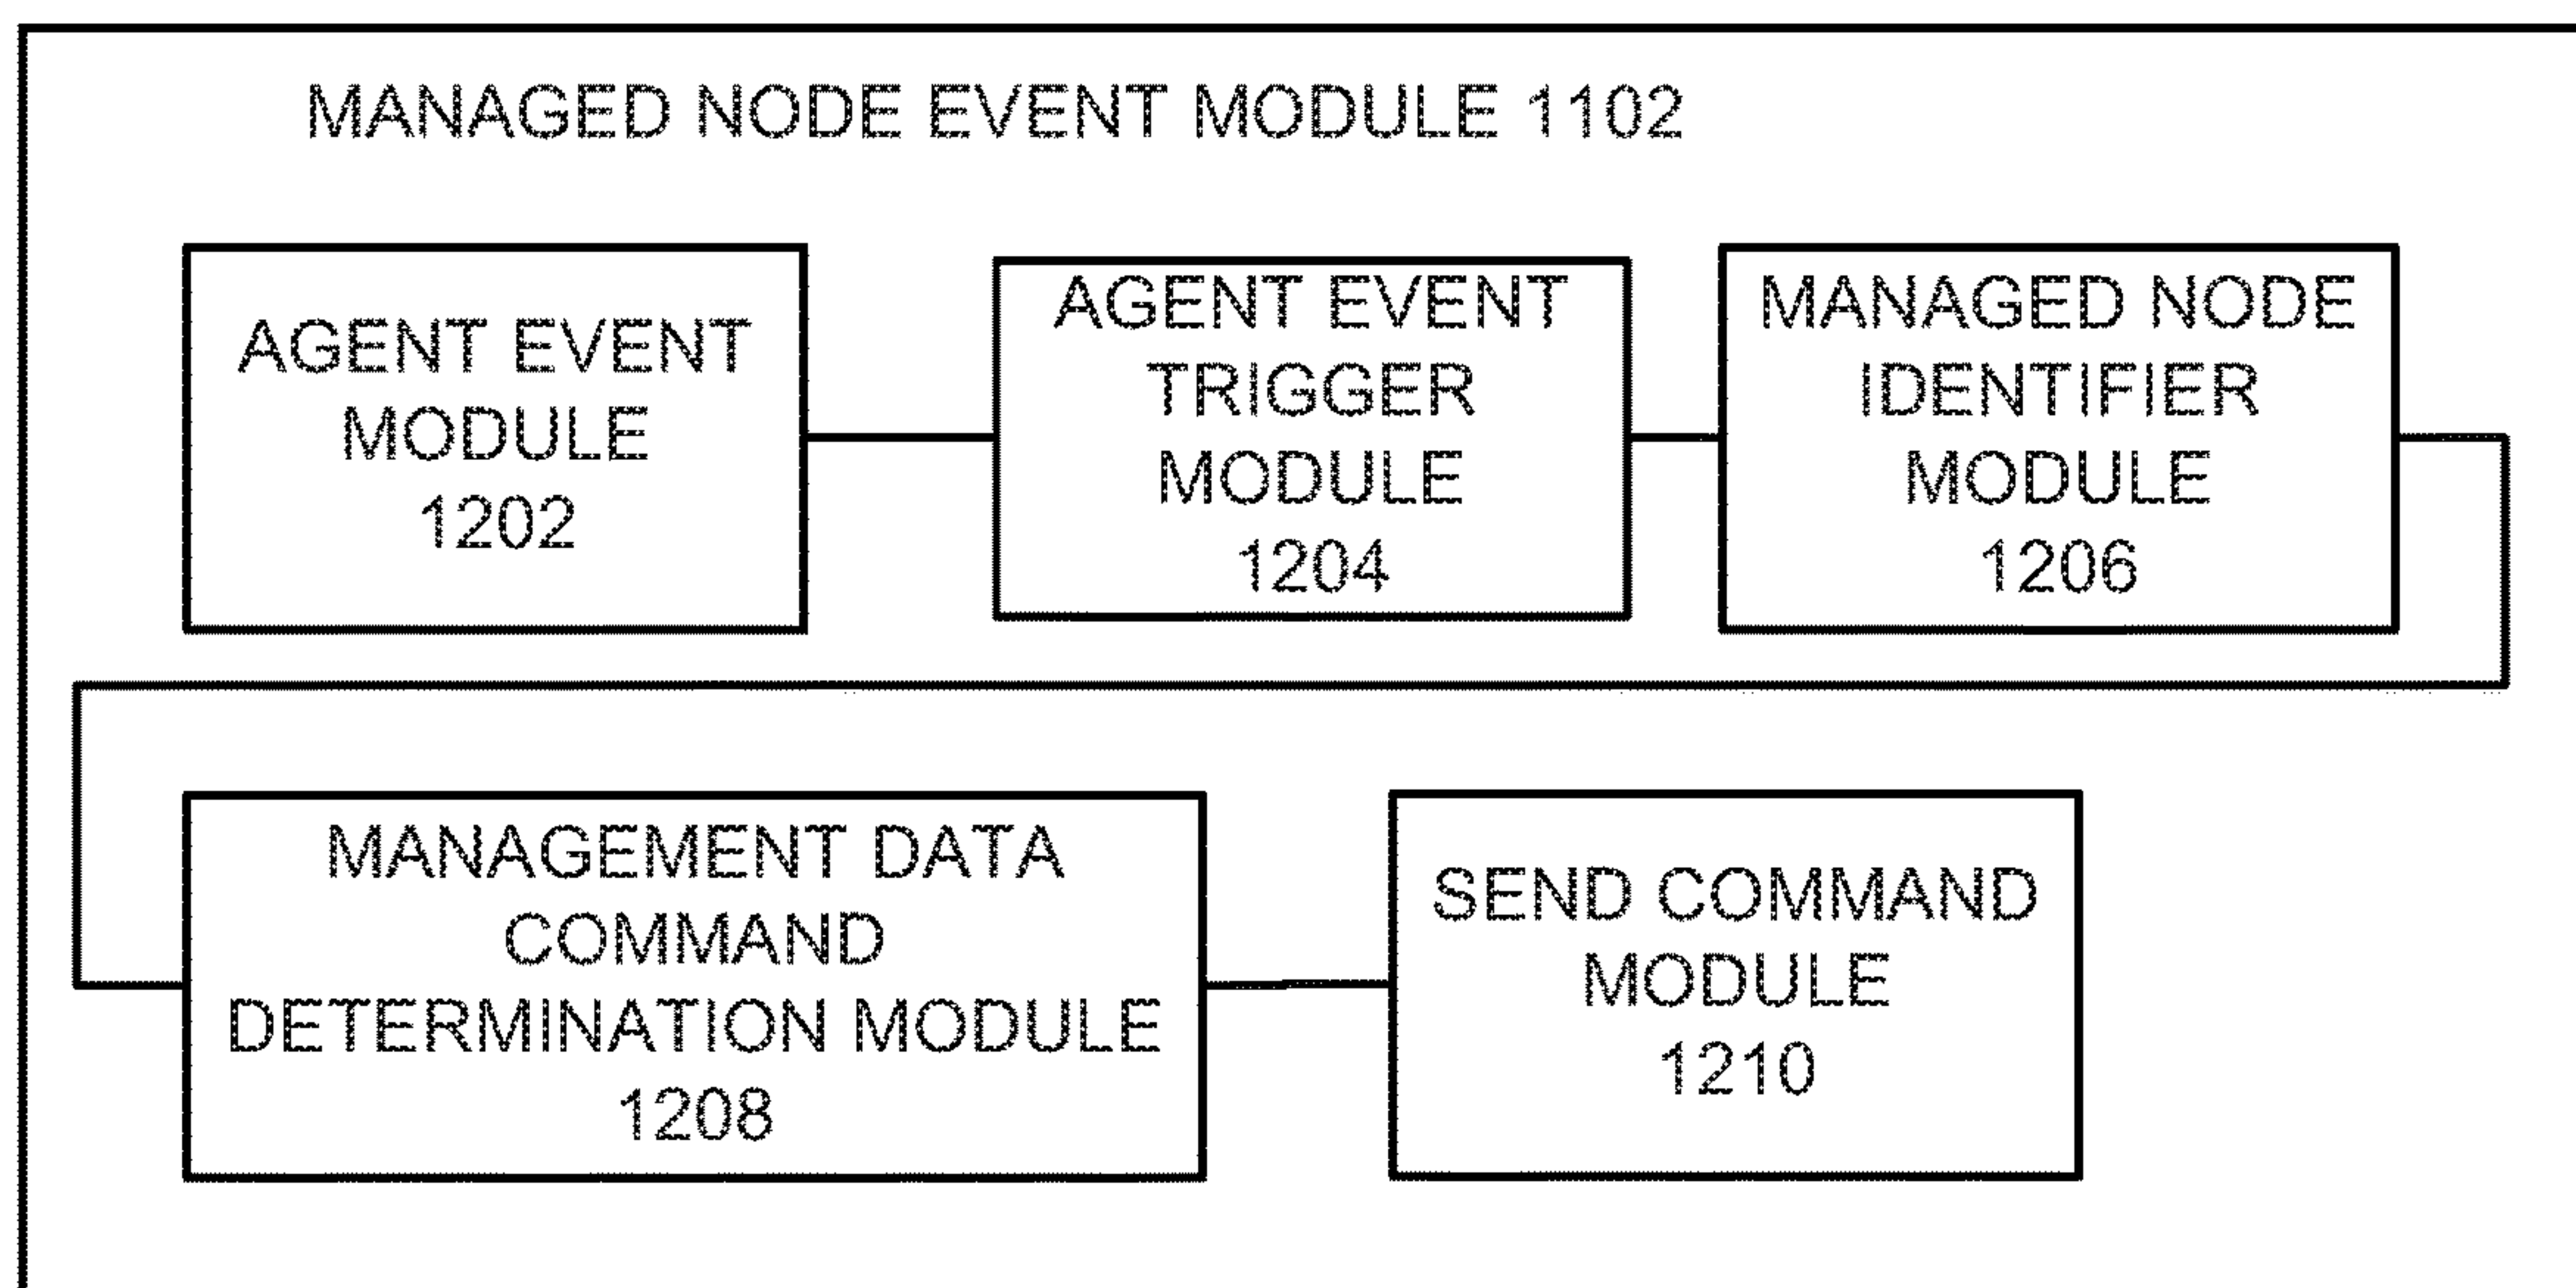 MANAGED NODE EVENT MODULE 1102
AGENT EVENT
MODULE
1202
AGENT EVENT
TRIGGER
MODULE
1204
MANAGED NODE
IDENTIFIER
MODULE
1206
MANAGEMENT DATA
COMMAND
DETERMINATION MODULE
1208
SEND COMMAND
MODULE
1210